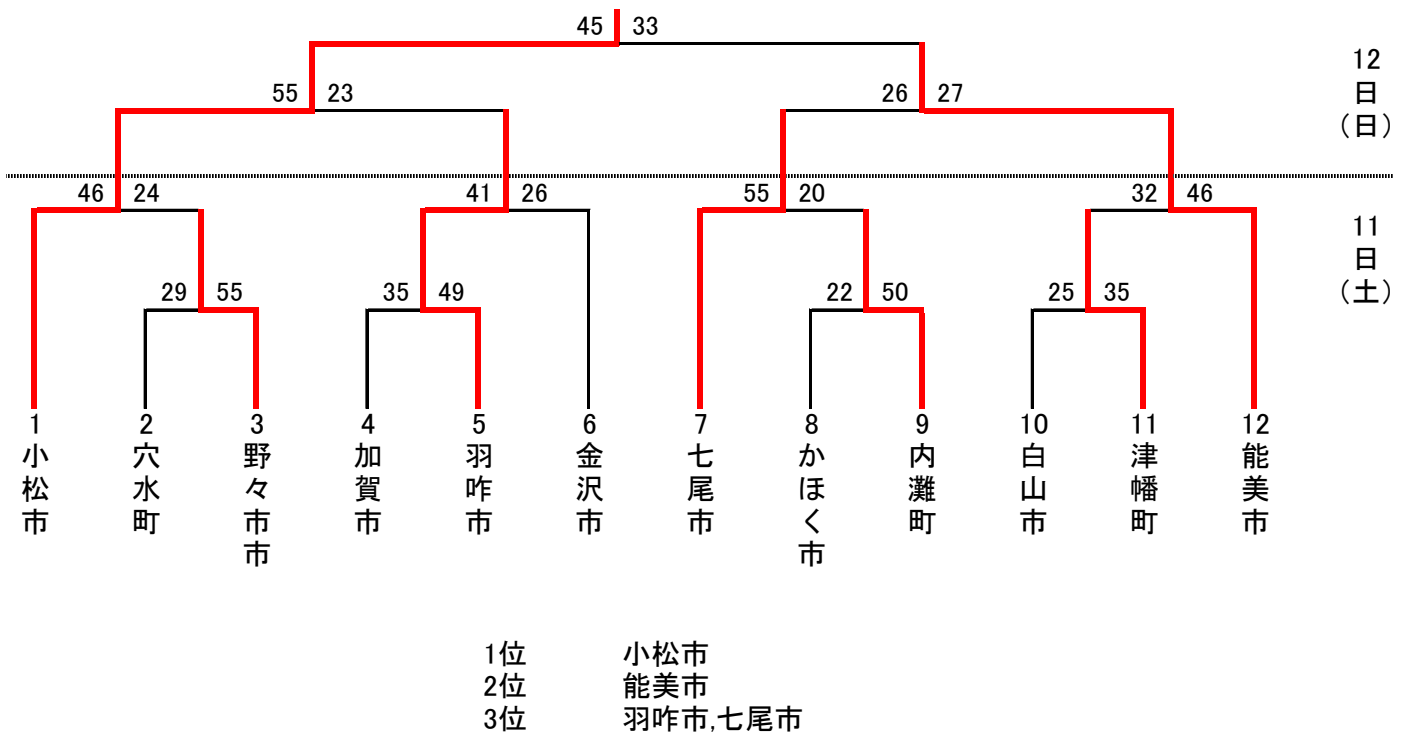 45 33
55 23
26 27
12日(日)
46 24
41 26
55 20
32 46
11日(土)
29 55
35 49
22 50
25 35
1 小松市
2 穴水町
3 野々市市
4 加賀市
5 羽咋市
6 金沢市
7 七尾市
8 かほく市
9 内灘町
10 白山市
11 津幡町
12 能美市
1位 小松市
2位 能美市
3位 羽咋市,七尾市